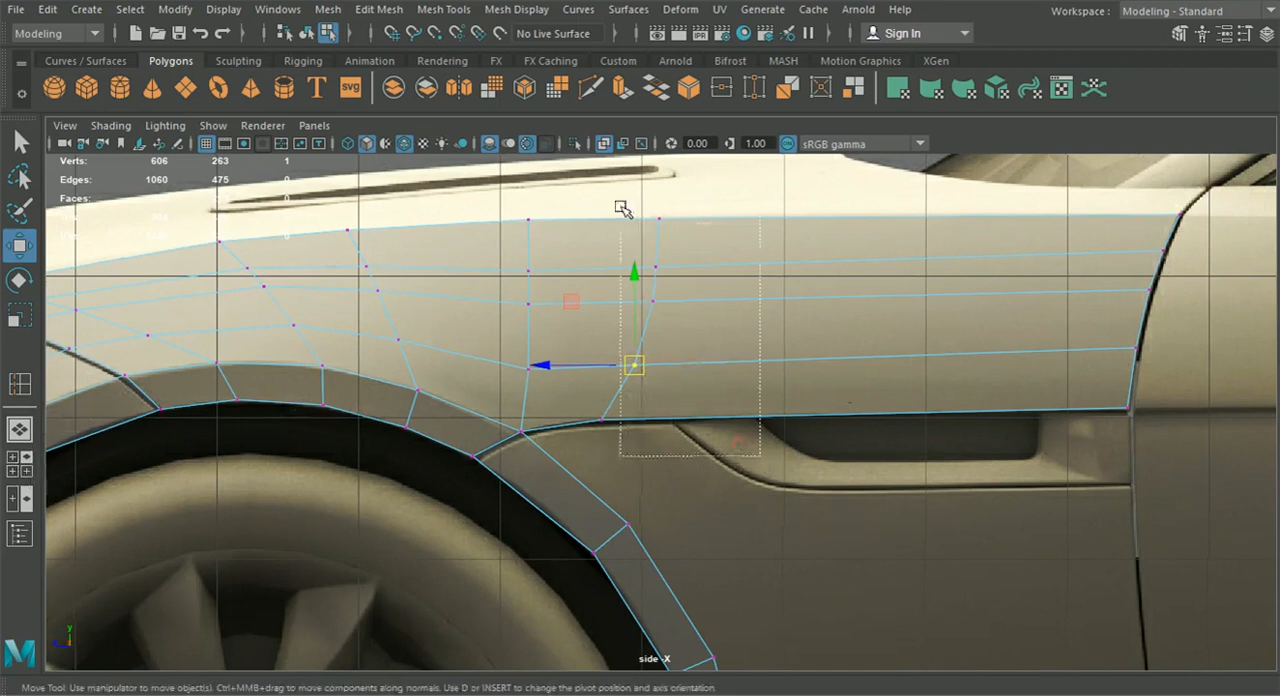 File Edit Create Select Modify Display Windows Mesh Edit Mesh Mesh Tools Mesh Display Curves Surfaces Deform UV Generate Cache Arnold Help Workspace : Modeling - Standard
Modeling No Live Surface Sign In
Curves / Surfaces Polygons Sculpting Rigging Animation Rendering FX FX Caching Custom Arnold Bifrost MASH Motion Graphics XGen
T svg
View Shading Lighting Show Renderer Panels
0.00 1.00 sRGB gamma
Verts: 606 263 1
Edges: 1060 475 0
Faces:
y
side -X
M
Move Tool: Use manipulator to move object(s). Ctrl+MMB+drag to move components along normals. Use D or INSERT to change the pivot position and axis orientation.